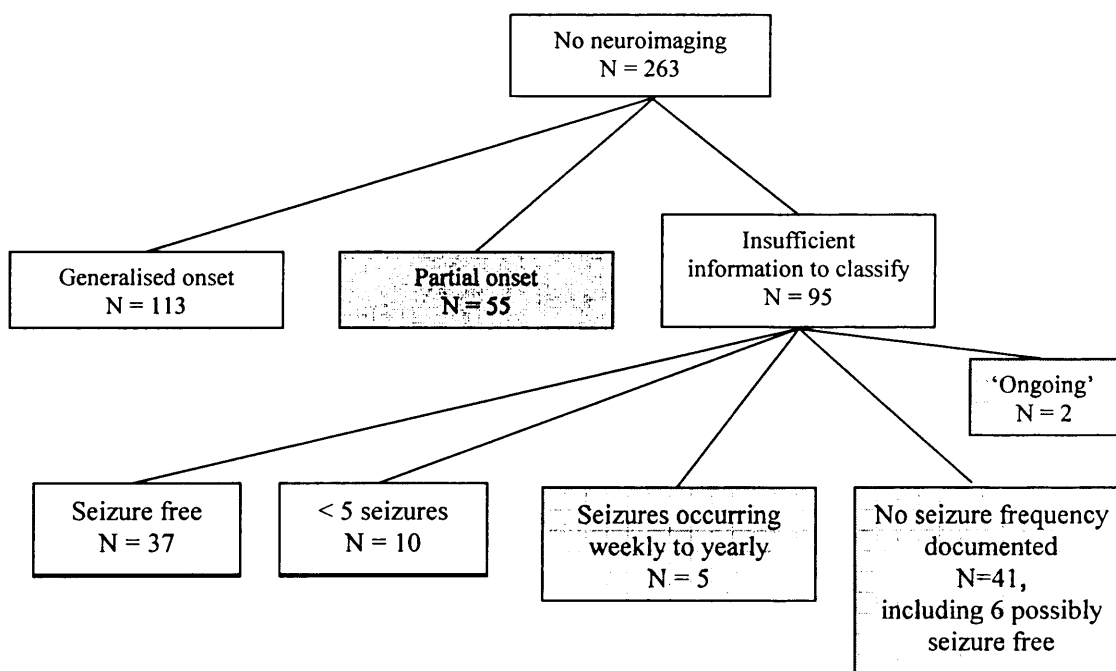 No neuroimaging
N = 263
Generalised onset
N = 113
Partial onset
N = 55
Insufficient
information to classify
N = 95
‘Ongoing’
N = 2
Seizure free
N = 37
< 5 seizures
N = 10
Seizures occurring
weekly to yearly
N = 5
No seizure frequency
documented
N=41,
including 6 possibly
seizure free